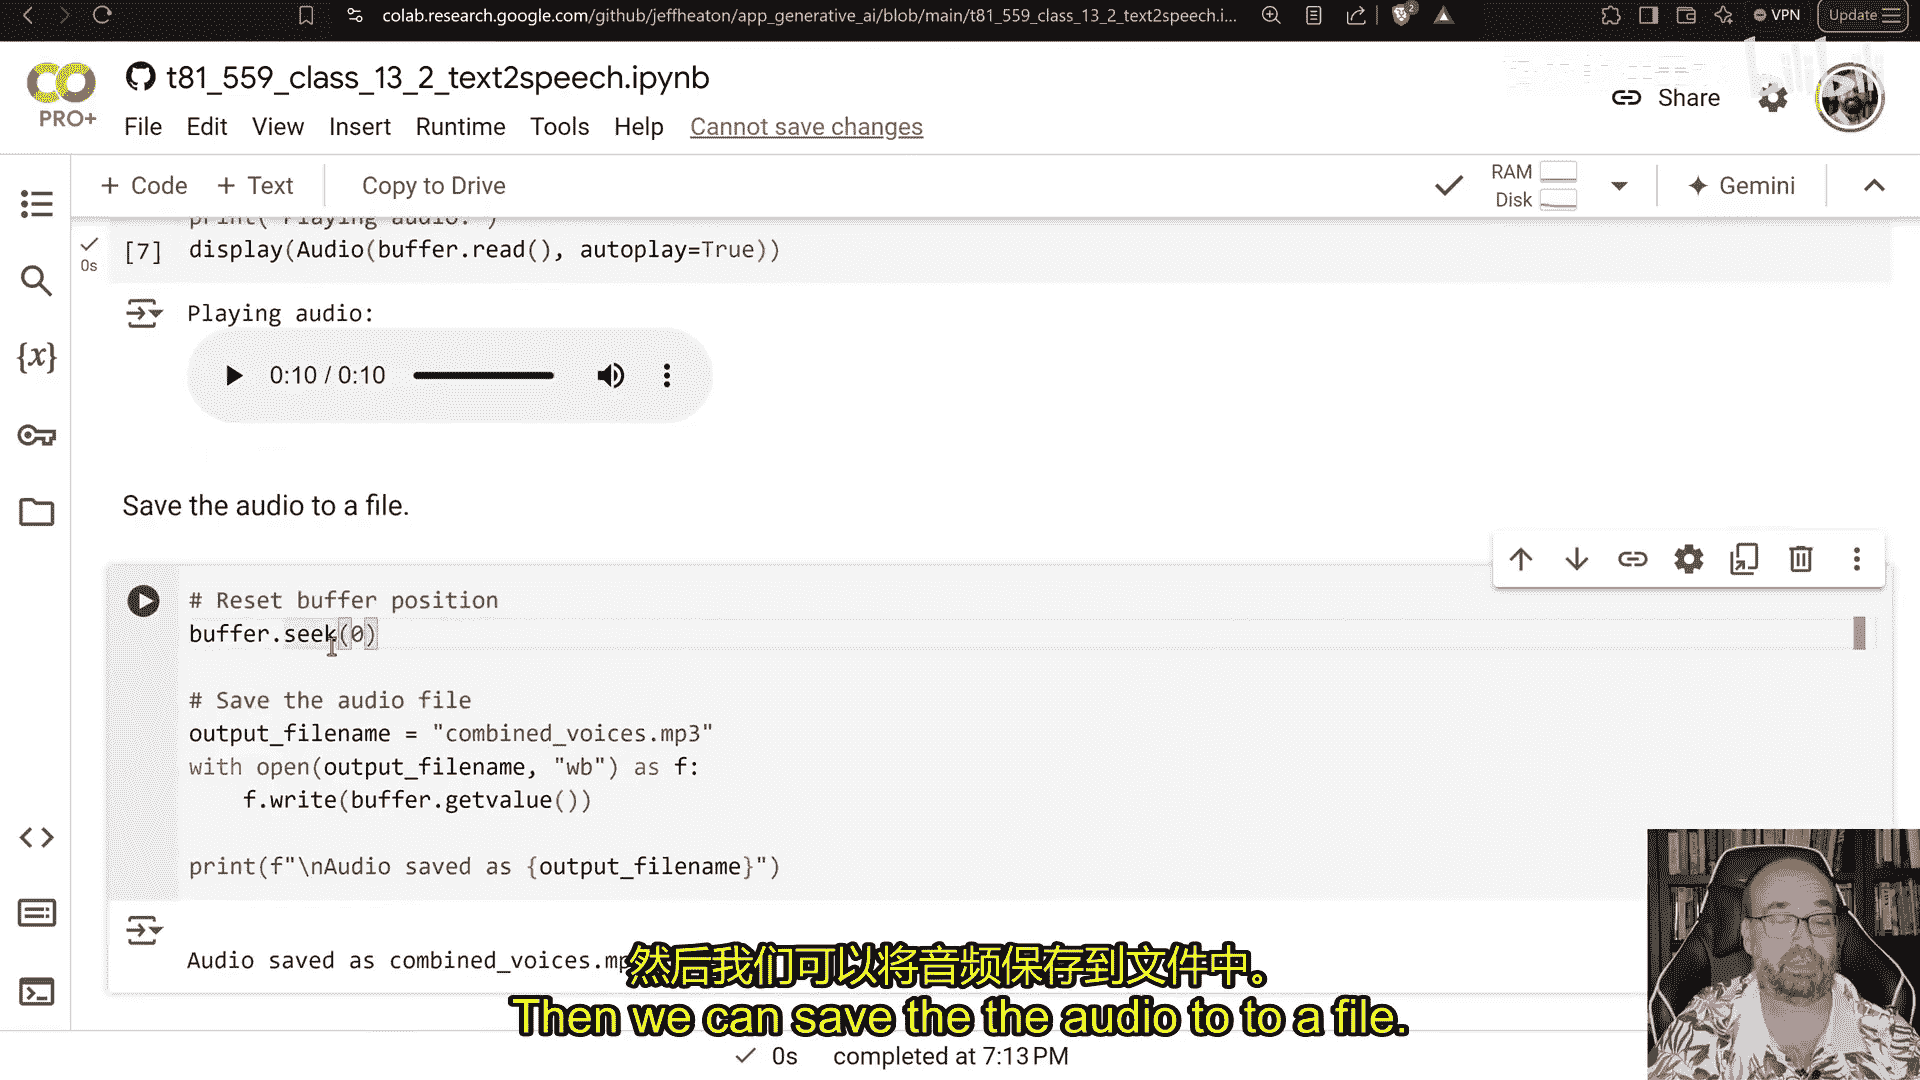 colab.research.google.com/github/jeffheaton/app_generative_ai/blob/main/t81_559_class_13_2_text2speech.i...
2
VPN
Update
CO
PRO+
t81_559_class_13_2_text2speech.ipynb
Share
File Edit View Insert Runtime Tools Help Cannot save changes
+ Code + Text Copy to Drive
RAM
Disk
Gemini
print("Playing audio:")
[7] display(Audio(buffer.read(), autoplay=True))
0s
Playing audio:
0:10 / 0:10
{x}
Save the audio to a file.
# Reset buffer position
buffer.seek(0)
# Save the audio file
output_filename = "combined_voices.mp3"
with open(output_filename, "wb") as f:
f.write(buffer.getvalue())
print(f"\nAudio saved as {output_filename}")
Audio saved as combined_voices.mp
然后我们可以将音频保存到文件中。
Then we can save the the audio to to a file.
0s completed at 7:13 PM